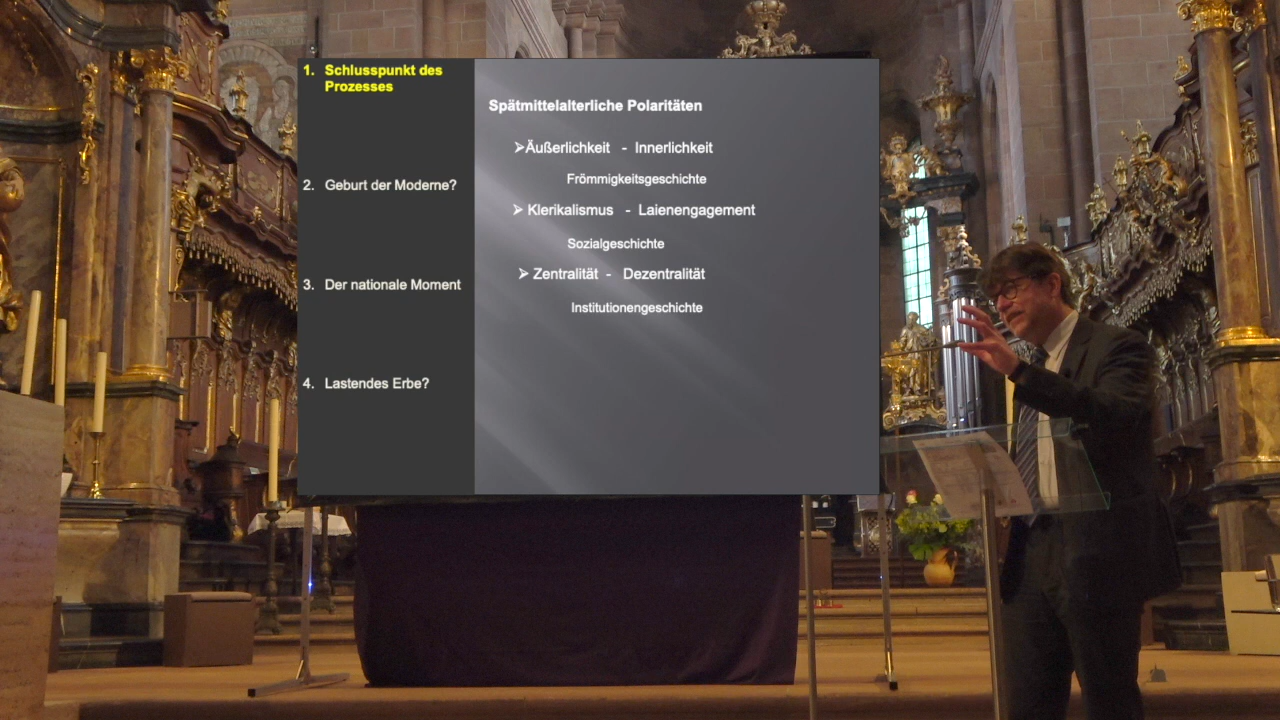 1. Schlusspunkt des
Prozesses
2. Geburt der Moderne?
3. Der nationale Moment
4. Lastendes Erbe?
Spätmittelalterliche Polaritäten
➢Äußerlichkeit - Innerlichkeit
Frömmigkeitsgeschichte
➢ Klerikalismus - Laienengagement
Sozialgeschichte
➢ Zentralität - Dezentralität
Institutionengeschichte